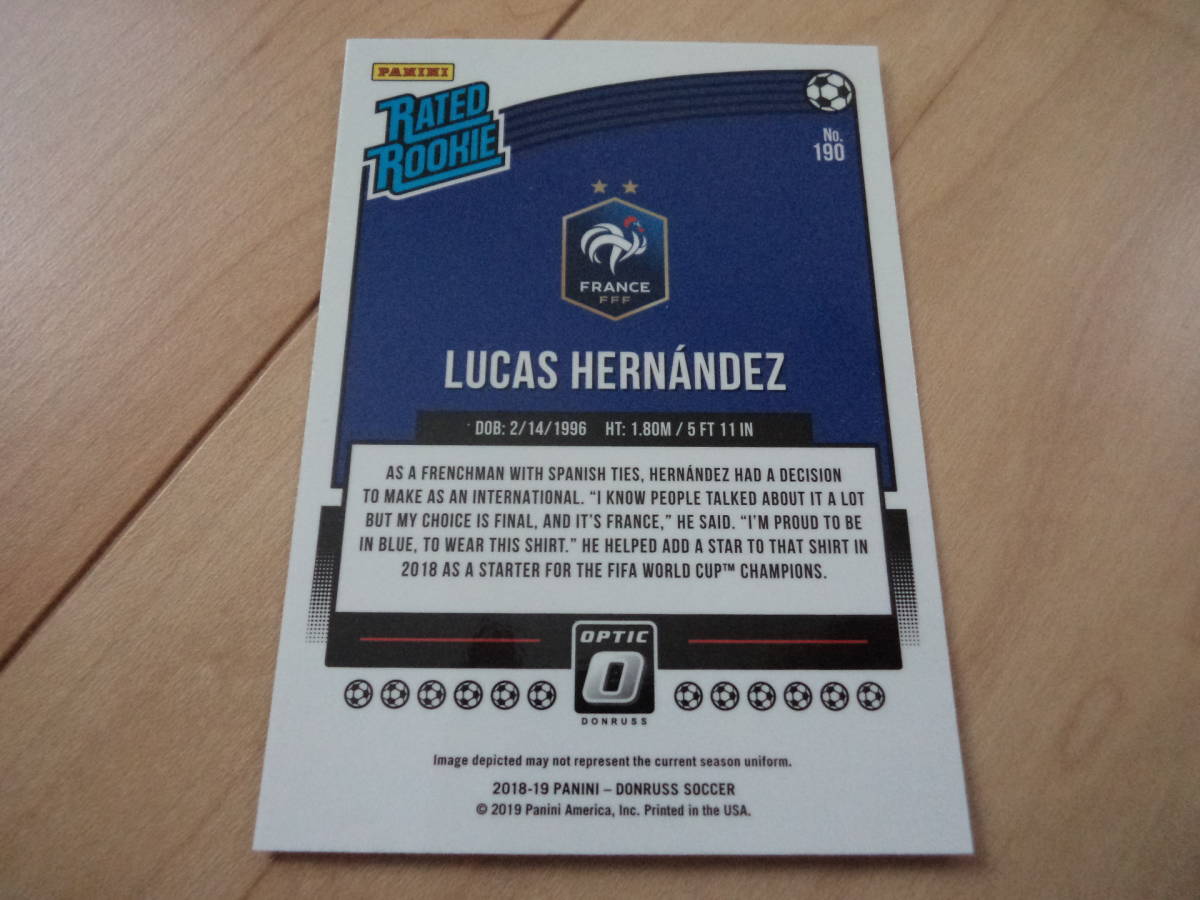 PANINI
RATED
ROOKIE
No.
190
FRANCE
FFF
LUCAS HERNÁNDEZ
DOB: 2/14/1996 HT: 1.80M / 5 FT 11 IN
AS A FRENCHMAN WITH SPANISH TIES, HERNÁNDEZ HAD A DECISION
TO MAKE AS AN INTERNATIONAL. “I KNOW PEOPLE TALKED ABOUT IT A LOT
BUT MY CHOICE IS FINAL, AND IT’S FRANCE,” HE SAID. “I’M PROUD TO BE
IN BLUE, TO WEAR THIS SHIRT.” HE HELPED ADD A STAR TO THAT SHIRT IN
2018 AS A STARTER FOR THE FIFA WORLD CUP™ CHAMPIONS.
OPTIC
O
DONRUSS
Image depicted may not represent the current season uniform.
2018-19 PANINI – DONRUSS SOCCER
© 2019 Panini America, Inc. Printed in the USA.